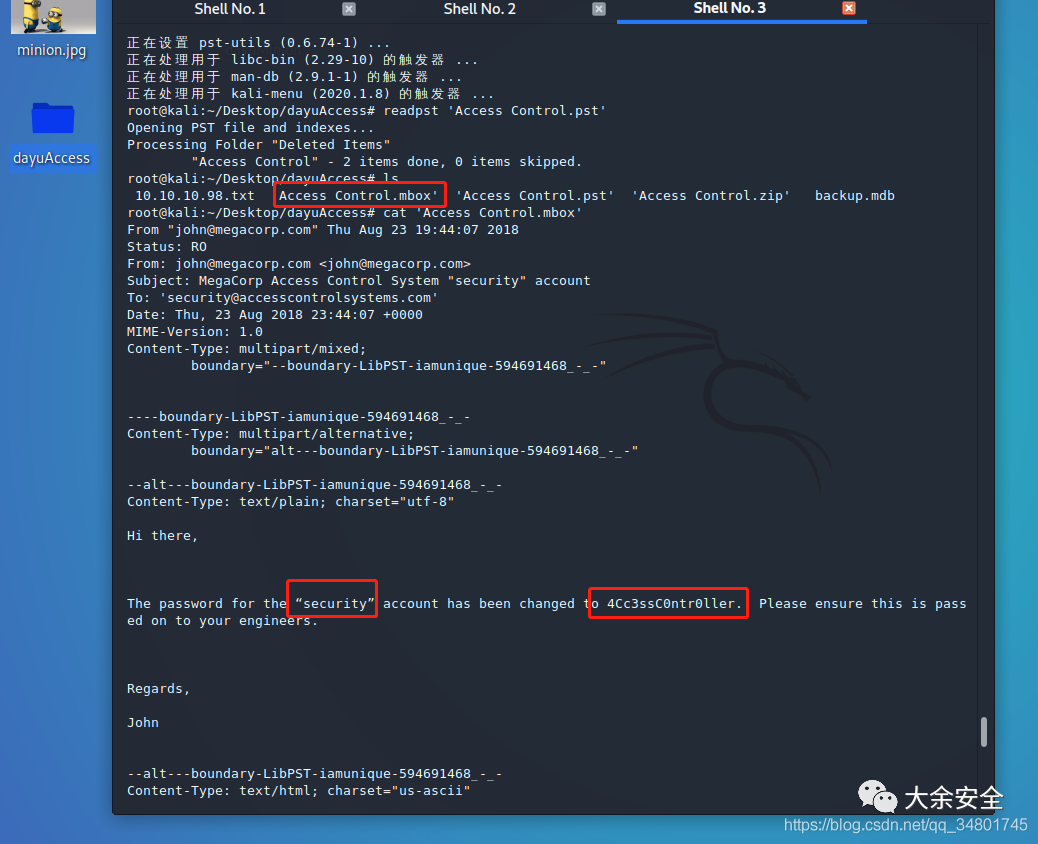 Shell No. 1
Shell No. 2
Shell No. 3
minion.jpg
dayuAccess
正在设置 pst-utils (0.6.74-1) ...
正在处理用于 libc-bin (2.29-10) 的触发器 ...
正在处理用于 man-db (2.9.1-1) 的触发器 ...
正在处理用于 kali-menu (2020.1.8) 的触发器 ...
root@kali:~/Desktop/dayuAccess# readpst 'Access Control.pst'
Opening PST file and indexes...
Processing Folder "Deleted Items"
"Access Control" - 2 items done, 0 items skipped.
root@kali:~/Desktop/dayuAccess# ls
10.10.10.98.txt 'Access Control.mbox' 'Access Control.pst' 'Access Control.zip' backup.mdb
root@kali:~/Desktop/dayuAccess# cat 'Access Control.mbox'
From "john@megacorp.com" Thu Aug 23 19:44:07 2018
Status: RO
From: john@megacorp.com <john@megacorp.com>
Subject: MegaCorp Access Control System "security" account
To: 'security@accesscontrolsystems.com'
Date: Thu, 23 Aug 2018 23:44:07 +0000
MIME-Version: 1.0
Content-Type: multipart/mixed;
boundary="--boundary-LibPST-iamunique-594691468_-_-"
----boundary-LibPST-iamunique-594691468_-_-
Content-Type: multipart/alternative;
boundary="alt---boundary-LibPST-iamunique-594691468_-_-"
--alt---boundary-LibPST-iamunique-594691468_-_-
Content-Type: text/plain; charset="utf-8"
Hi there,
The password for the “security” account has been changed to 4Cc3ssC0ntr0ller. Please ensure this is pass
ed on to your engineers.
Regards,
John
--alt---boundary-LibPST-iamunique-594691468_-_-
Content-Type: text/html; charset="us-ascii"
大余安全
https://blog.csdn.net/qq_34801745